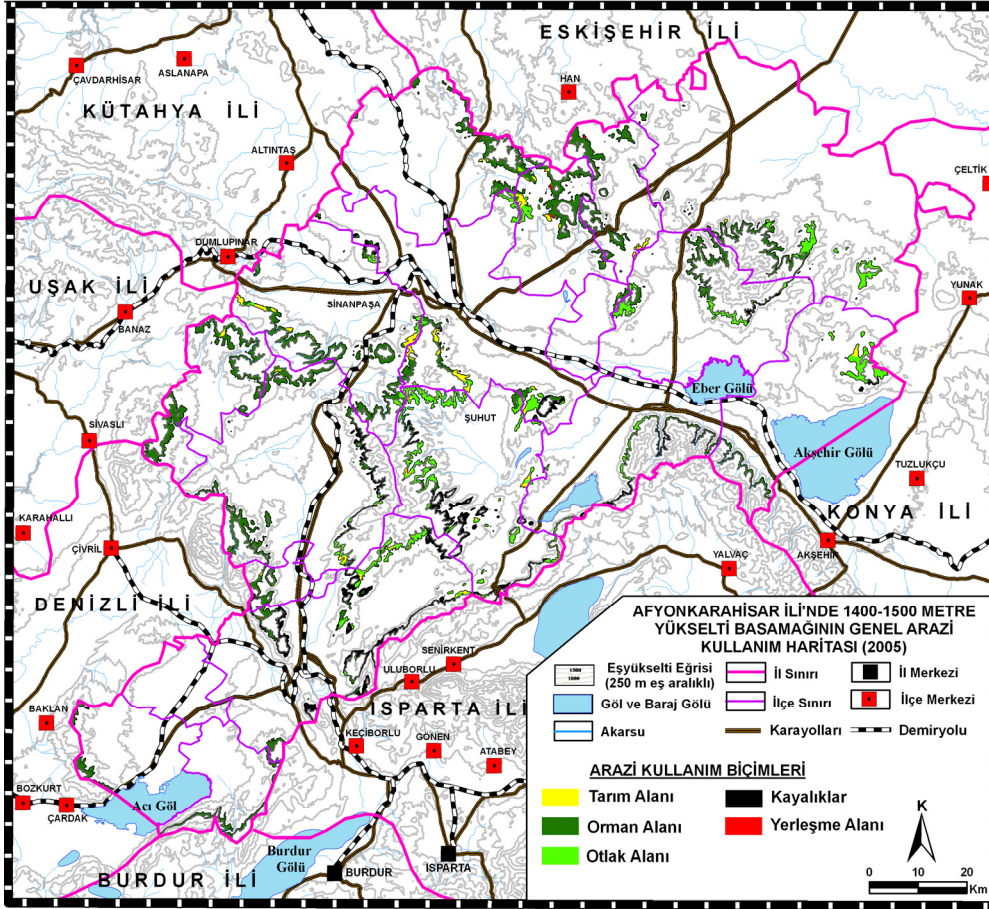 ESKİŞEHİR İLİ
ÇAVDARHİSAR
ASLANAPA
HAN
KÜTAHYA İLİ
ALTINTAŞ
ÇELTİK
DUMLUPINAR
UŞAK İLİ
BANAZ
SİNANPAŞA
YUNAK
Eber Gölü
ŞUHUT
SİVASLI
Akşehir Gölü
TUZLUKÇU
KONYA İLİ
KARAHALLI
ÇİVRİL
AKŞEHİR
YALVAÇ
DENİZLİ İLİ
SENİRKENT
ULUBORLU
ISPARTA İLİ
BAKLAN
KEÇİBORLU
GÖNEN
ATABEY
BOZKURT
ÇARDAK
Acı Göl
Burdur
Gölü
BURDUR
ISPARTA
BURDUR İLİ
AFYONKARAHİSAR İLİ'NDE 1400-1500 METRE
YÜKSELTİ BASAMAĞININ GENEL ARAZİ
KULLANIM HARİTASI (2005)
1500
1000
Eşyükselti Eğrisi
(250 m eş aralıklı)
İl Sınırı
İl Merkezi
Göl ve Baraj Gölü
İlçe Sınırı
İlçe Merkezi
Akarsu
Karayolları
Demiryolu
ARAZİ KULLANIM BİÇİMLERİ
Tarım Alanı
Kayalıklar
Orman Alanı
Yerleşme Alanı
Otlak Alanı
K
0 10 20
Km